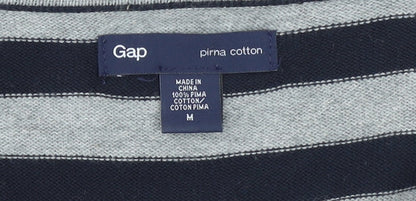 Gap pirna cotton
MADE IN
CHINA
100% PIMA
COTTON/
COTON PIMA
M